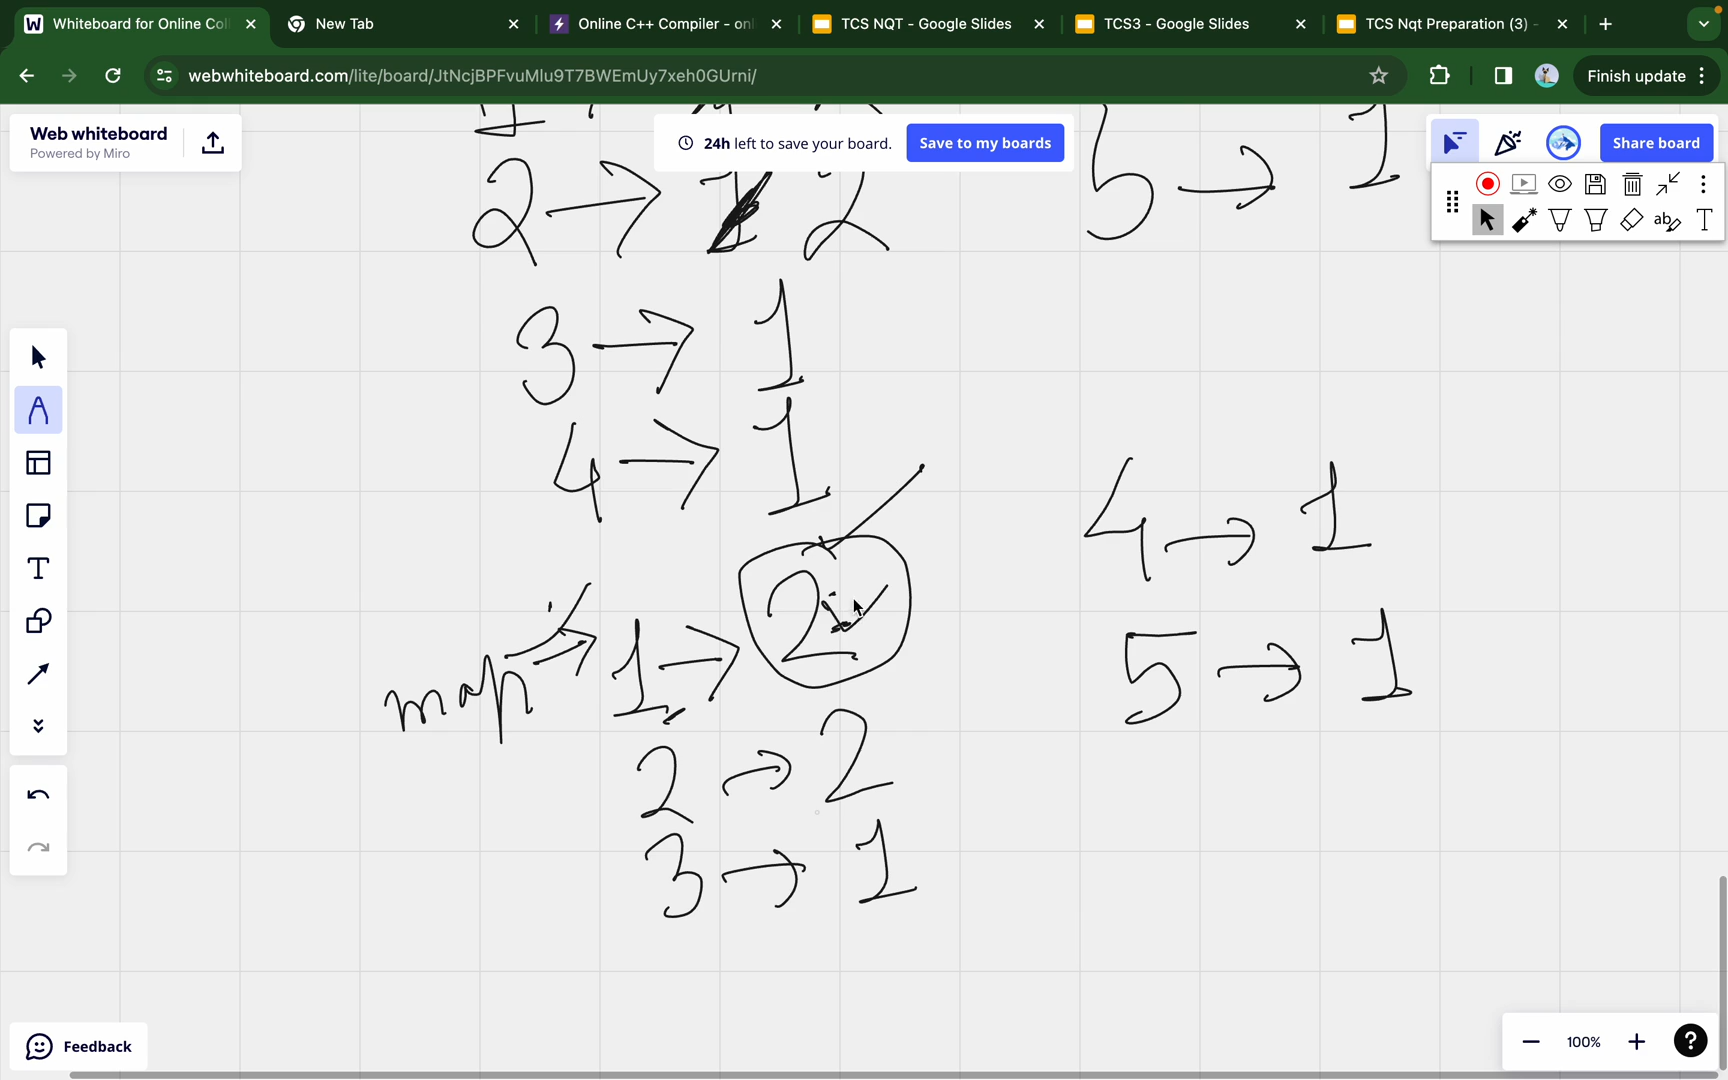 Whiteboard for Online Col
New Tab
Online C++ Compiler - onl
TCS NQT - Google Slides
TCS3 - Google Slides
TCS Nqt Preparation (3) -
webwhiteboard.com/lite/board/JtNcjBPFvuMlu9T7BWEmUy7xeh0GUrni/
Finish update
Web whiteboard
Powered by Miro
24h left to save your board.
Save to my boards
Share board
2 → 2
5 → 1
3 → 1
4 → 1
4 → 1
map → 1 → 2
5 → 1
2 → 2
3 → 1
Feedback
100%